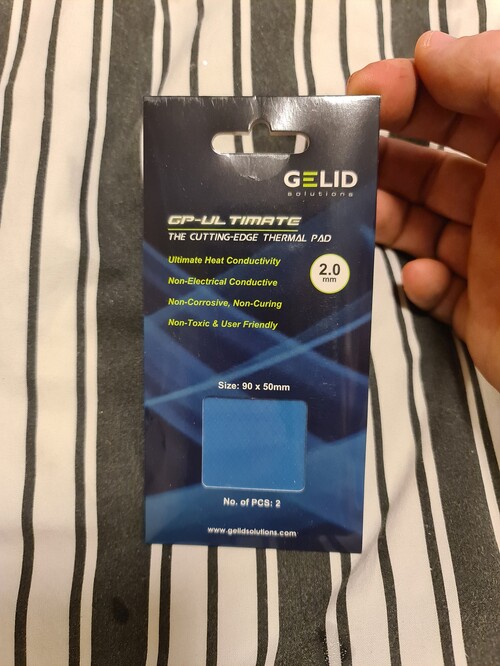 GELID
solutions
GP-ULTIMATE
THE CUTTING-EDGE THERMAL PAD
Ultimate Heat Conductivity
2.0
mm
Non-Electrical Conductive
Non-Corrosive, Non-Curing
Non-Toxic & User Friendly
Size: 90 x 50mm
No. of PCS: 2
www.gelidsolutions.com